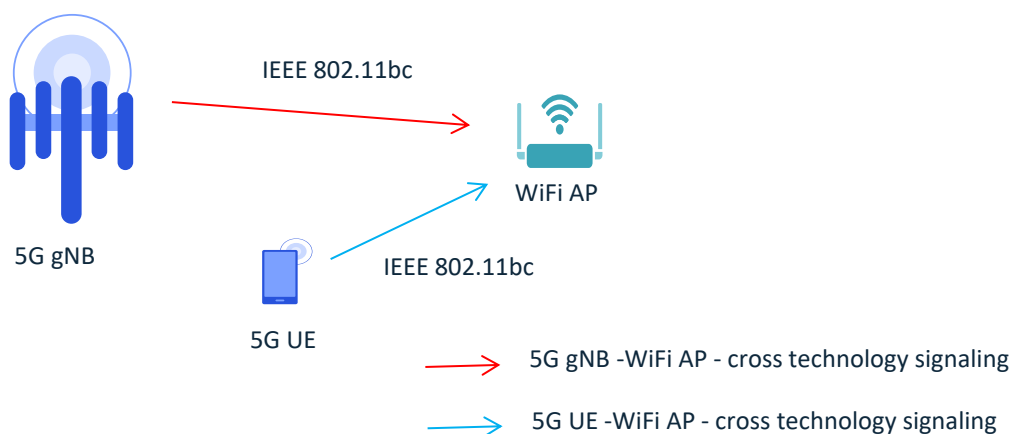 IEEE 802.11bc
WiFi AP
5G gNB
IEEE 802.11bc
5G UE
5G gNB -WiFi AP - cross technology signaling
5G UE -WiFi AP - cross technology signaling